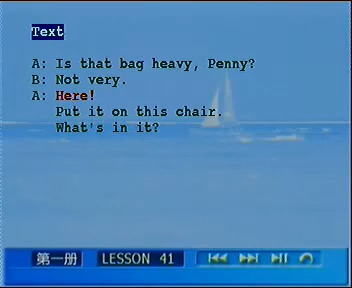 Text
A: Is that bag heavy, Penny?
B: Not very.
A: Here!
Put it on this chair.
What's in it?
第一册 LESSON 41